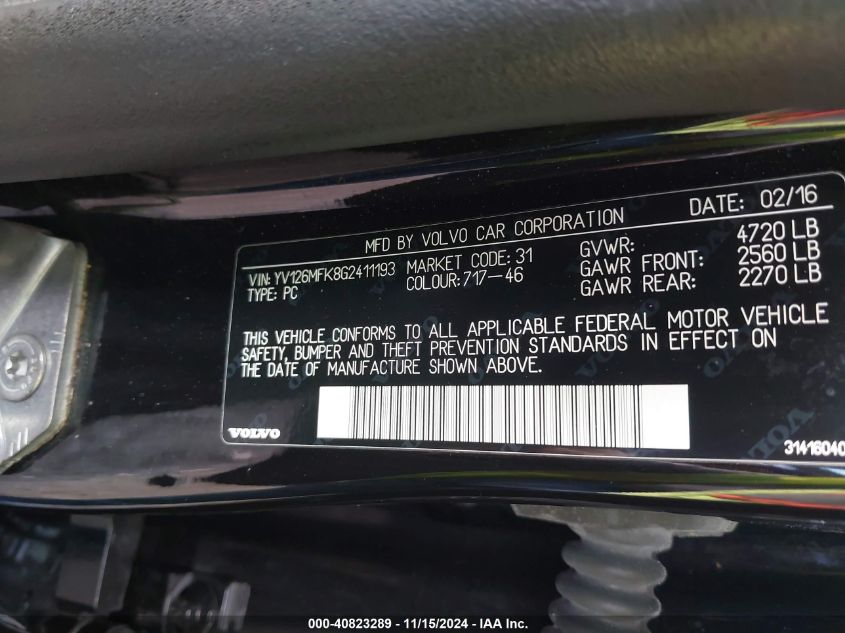 MFD BY VOLVO CAR CORPORATION DATE: 02/16
VIN: YV126MFK8G2411193 MARKET CODE: 31 GVWR: 4720 LB
TYPE: PC COLOUR: 717-46 GAWR FRONT: 2560 LB
GAWR REAR: 2270 LB
THIS VEHICLE CONFORMS TO ALL APPLICABLE FEDERAL MOTOR VEHICLE
SAFETY, BUMPER AND THEFT PREVENTION STANDARDS IN EFFECT ON
THE DATE OF MANUFACTURE SHOWN ABOVE.
VOLVO
31416040
000-40823289 - 11/15/2024 - IAA Inc.